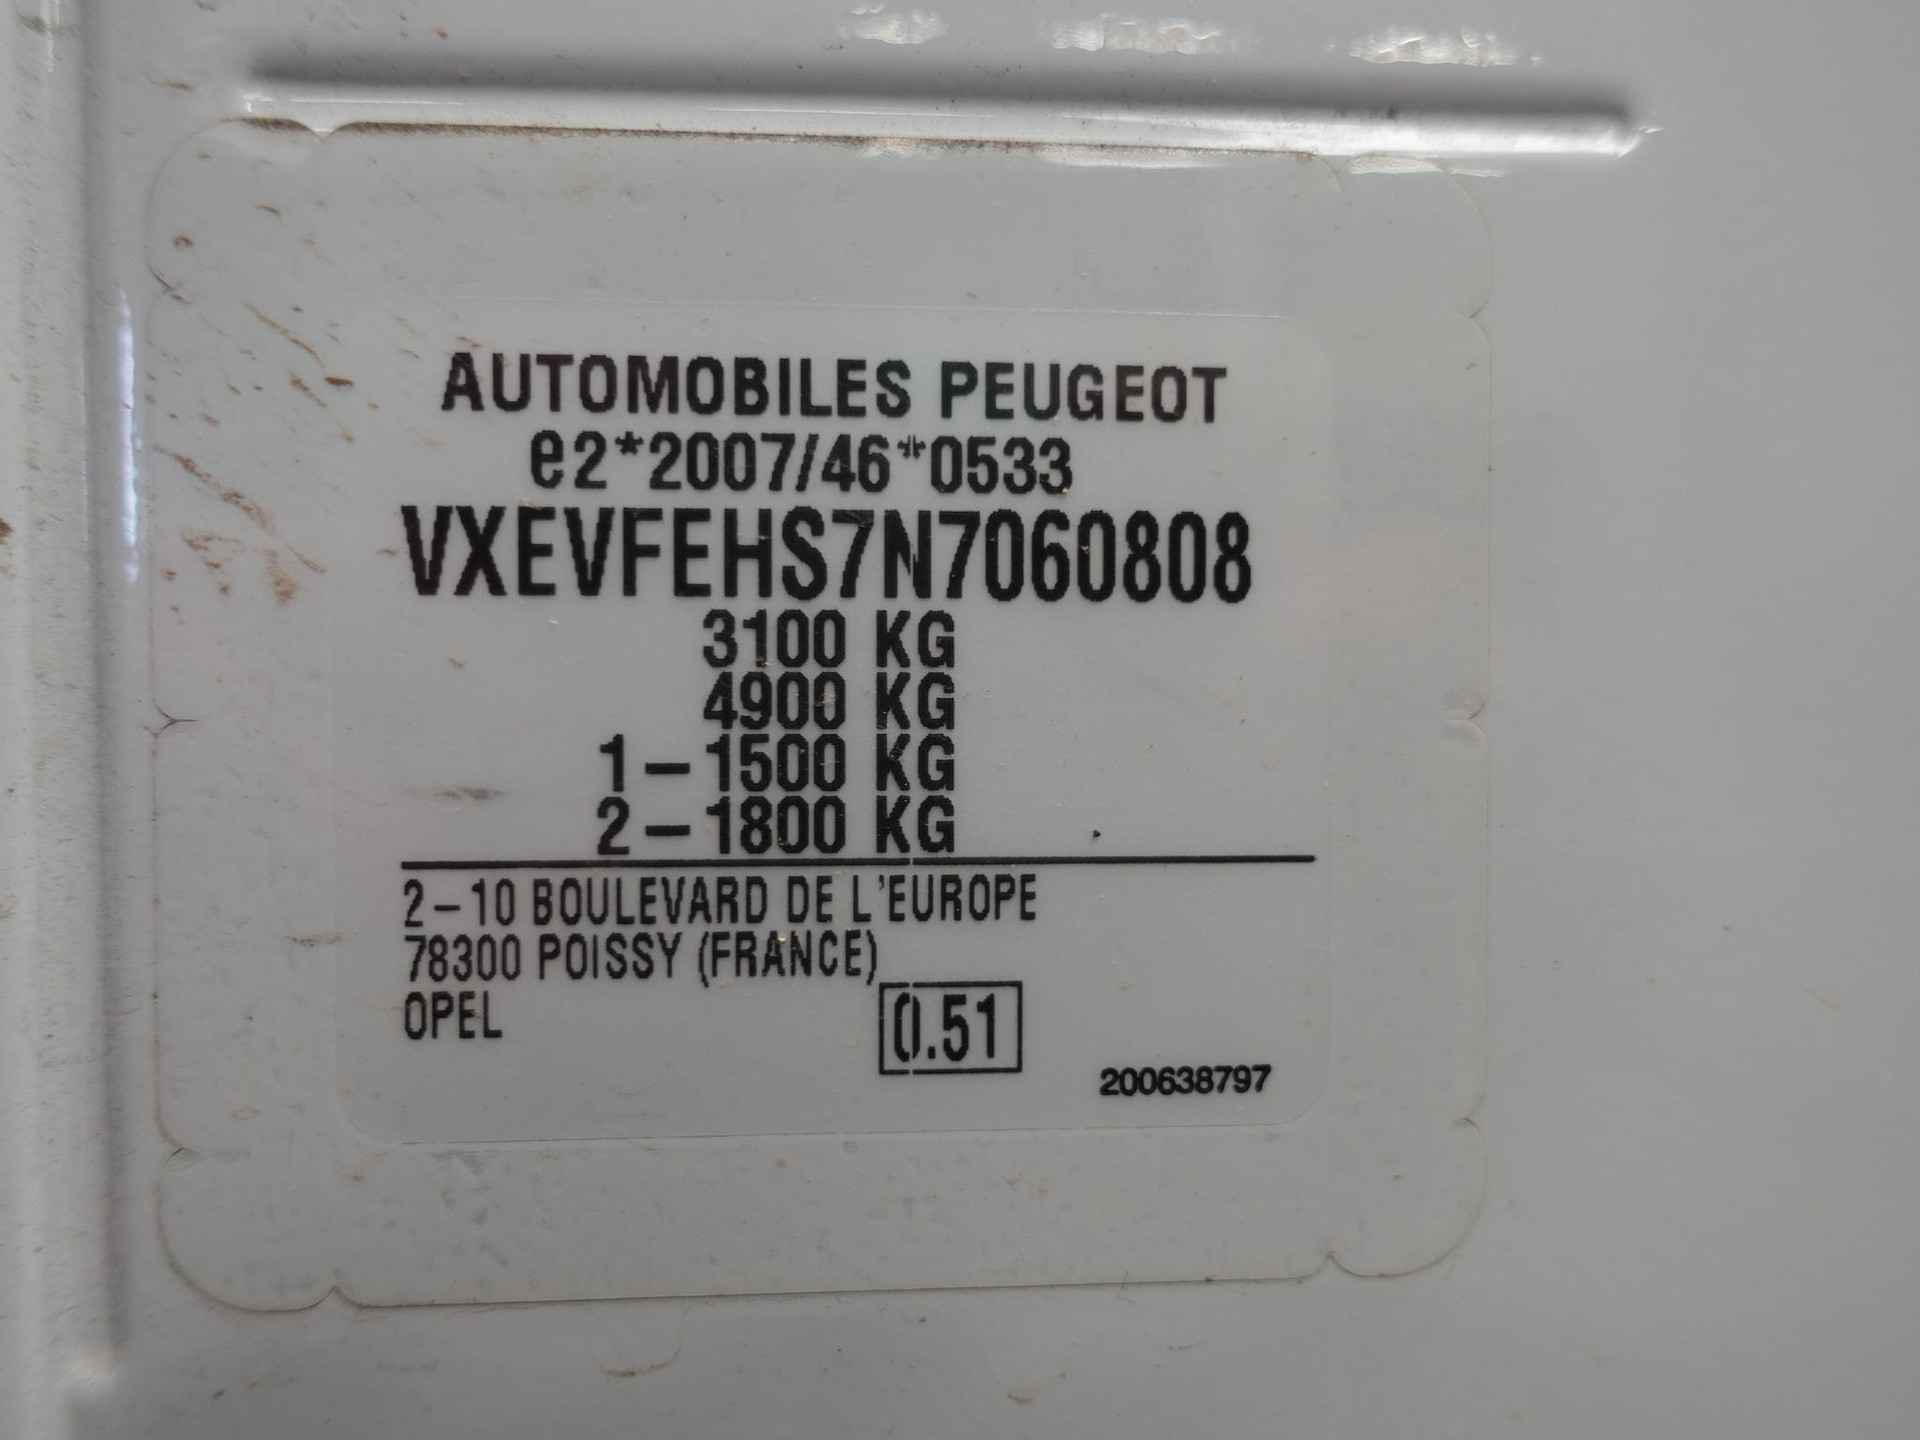 AUTOMOBILES PEUGEOT
e2*2007/46*0533
VXEVFEHS7N7060808
3100 KG
4900 KG
1-1500 KG
2-1800 KG
2-10 BOULEVARD DE L'EUROPE
78300 POISSY (FRANCE)
OPEL
0.51
200638797